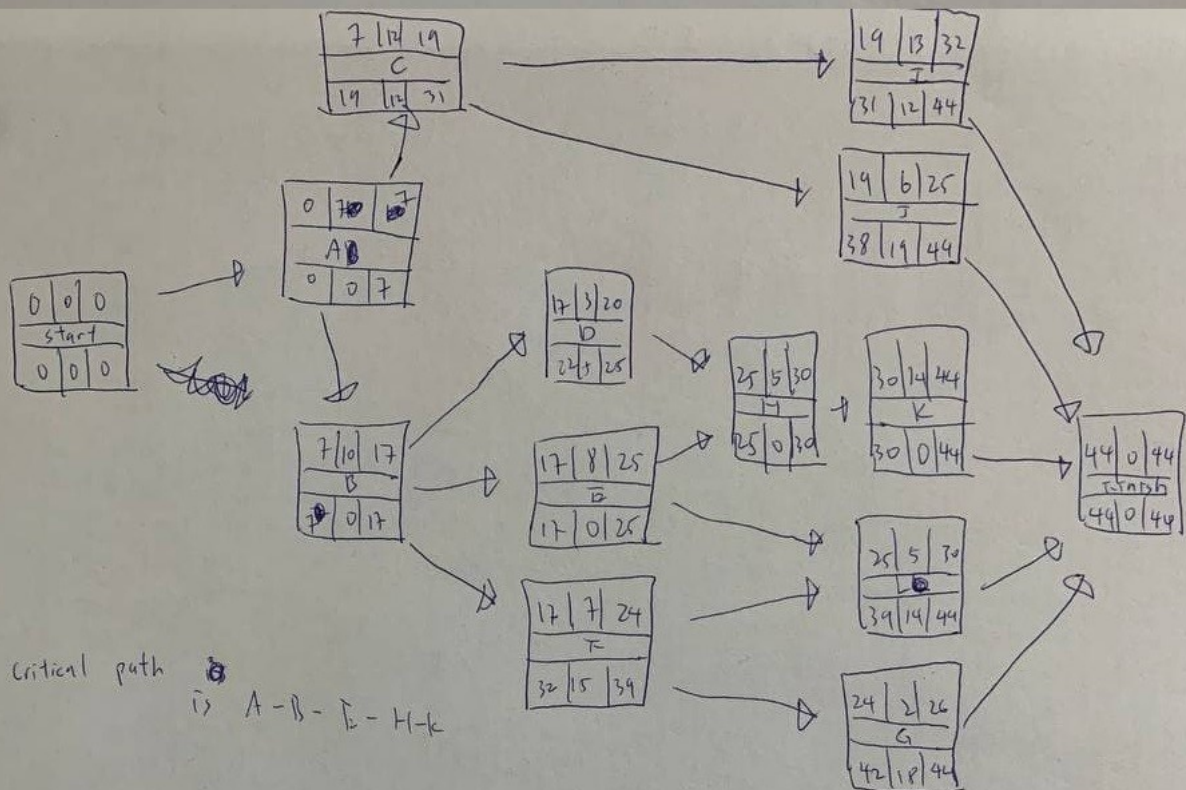 7 12 19
C
19 12 31
19 13 32
I
31 12 44
0 7 7
A
0 0 7
19 6 25
J
38 19 44
0 0 0
Start
0 0 0
17 3 20
D
22 5 25
25 5 30
H
25 0 30
30 14 44
K
30 0 44
7 10 17
B
7 0 17
17 8 25
E
17 0 25
44 0 44
Finish
44 0 44
25 5 30
L
39 14 44
17 7 24
F
32 15 39
24 2 26
G
42 18 44
Critical path
is A-B-E-H-K